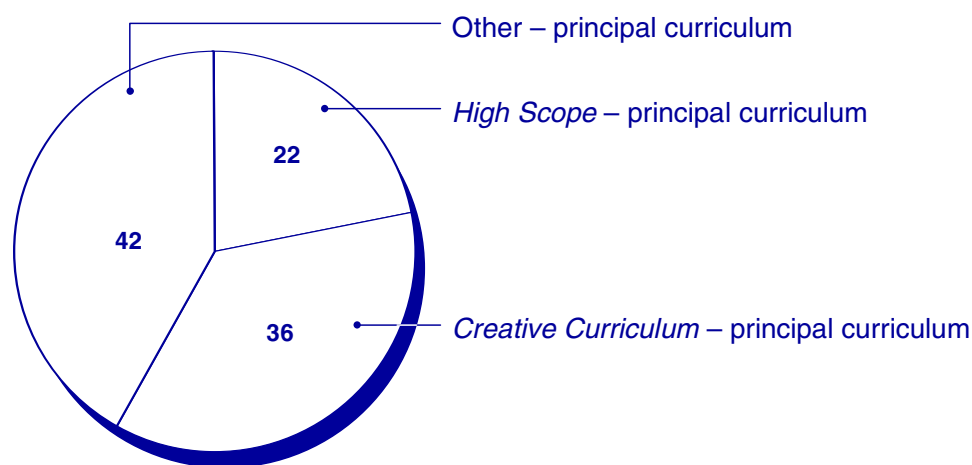 Other – principal curriculum
High Scope – principal curriculum
22
42
36
Creative Curriculum – principal curriculum